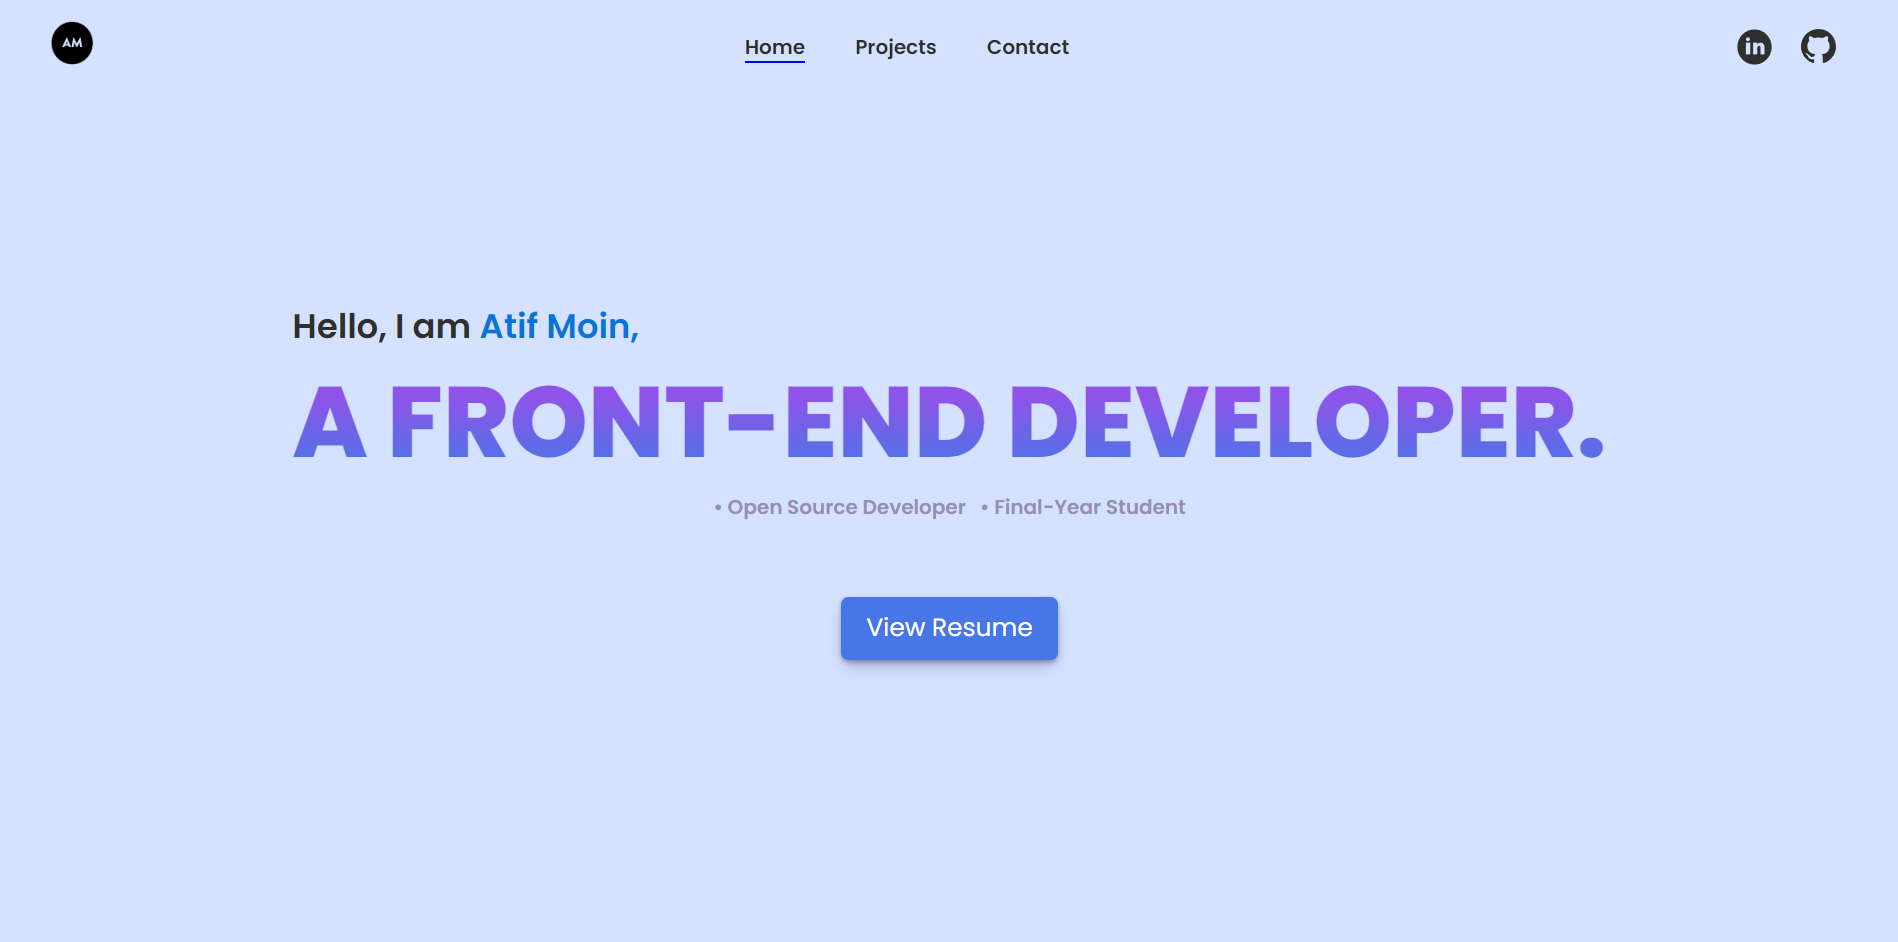 AM
Home Projects Contact
in
Hello, I am Atif Moin,
A FRONT-END DEVELOPER.
• Open Source Developer • Final-Year Student
View Resume